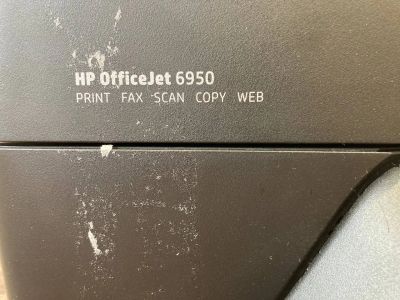 HP OfficeJet 6950
PRINT FAX SCAN COPY WEB